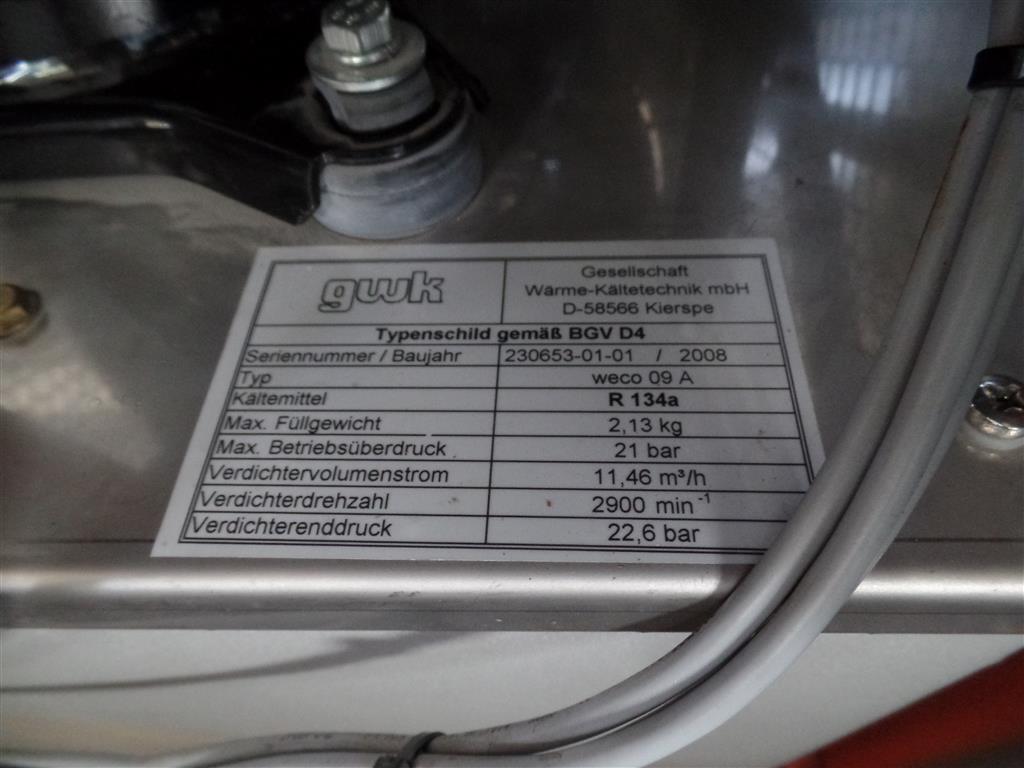 gwk
Gesellschaft
Wärme-Kältetechnik mbH
D-58566 Kierspe
Typenschild gemäß BGV D4
Seriennummer / Baujahr 230653-01-01 / 2008
Typ weco 09 A
Kältemittel R 134a
Max. Füllgewicht 2,13 kg
Max. Betriebsüberdruck 21 bar
Verdichtervolumenstrom 11,46 m³/h
Verdichterdrehzahl 2900 min⁻¹
Verdichterenddruck 22,6 bar